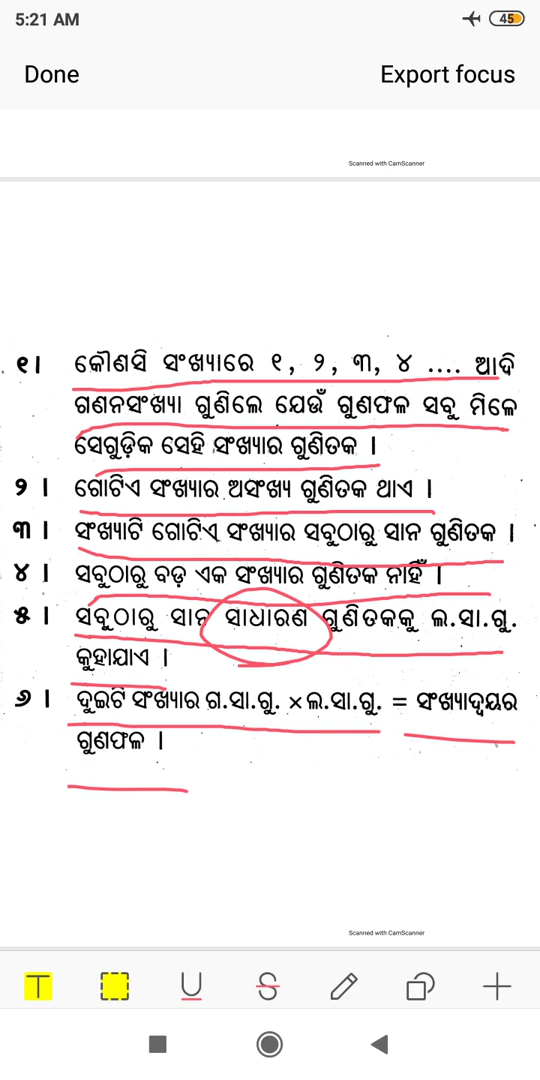 5:21 AM
45
Done
Export focus
Scanned with CamScanner
୧। କୌଣସି ସଂଖ୍ୟାରେ ୧, ୨, ୩, ୪ .... ଆଦି
ଗଣନସଂଖ୍ୟା ଗୁଣିଲେ ଯେଉଁ ଗୁଣଫଳ ସବୁ ମିଳେ
ସେଗୁଡ଼ିକ ସେହି ସଂଖ୍ୟାର ଗୁଣିତକ ।
୨। ଗୋଟିଏ ସଂଖ୍ୟାର ଅସଂଖ୍ୟ ଗୁଣିତକ ଥାଏ ।
୩। ସଂଖ୍ୟାଟି ଗୋଟିଏ ସଂଖ୍ୟାର ସବୁଠାରୁ ସାନ ଗୁଣିତକ ।
୪। ସବୁଠାରୁ ବଡ଼ ଏକ ସଂଖ୍ୟାର ଗୁଣିତକ ନାହିଁ ।
୫। ସବୁଠାରୁ ସାନ ସାଧାରଣ ଗୁଣିତକକୁ ଲ.ସା.ଗୁ.
କୁହାଯାଏ ।
୬। ଦୁଇଟି ସଂଖ୍ୟାର ଗ.ସା.ଗୁ. × ଲ.ସା.ଗୁ. = ସଂଖ୍ୟାଦ୍ୱୟର
ଗୁଣଫଳ ।
Scanned with CamScanner